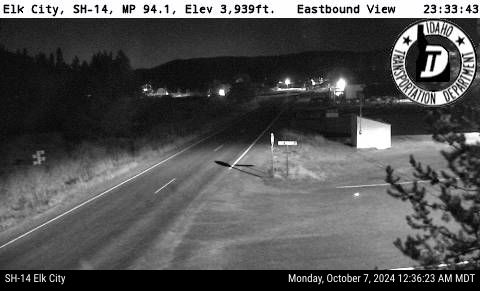 Elk City, SH-14, MP 94.1, Elev 3,939ft. Eastbound View 23:33:43
IDAHO
TRANSPORTATION DEPARTMENT
SH-14 Elk City Monday, October 7, 2024 12:36:23 AM MDT